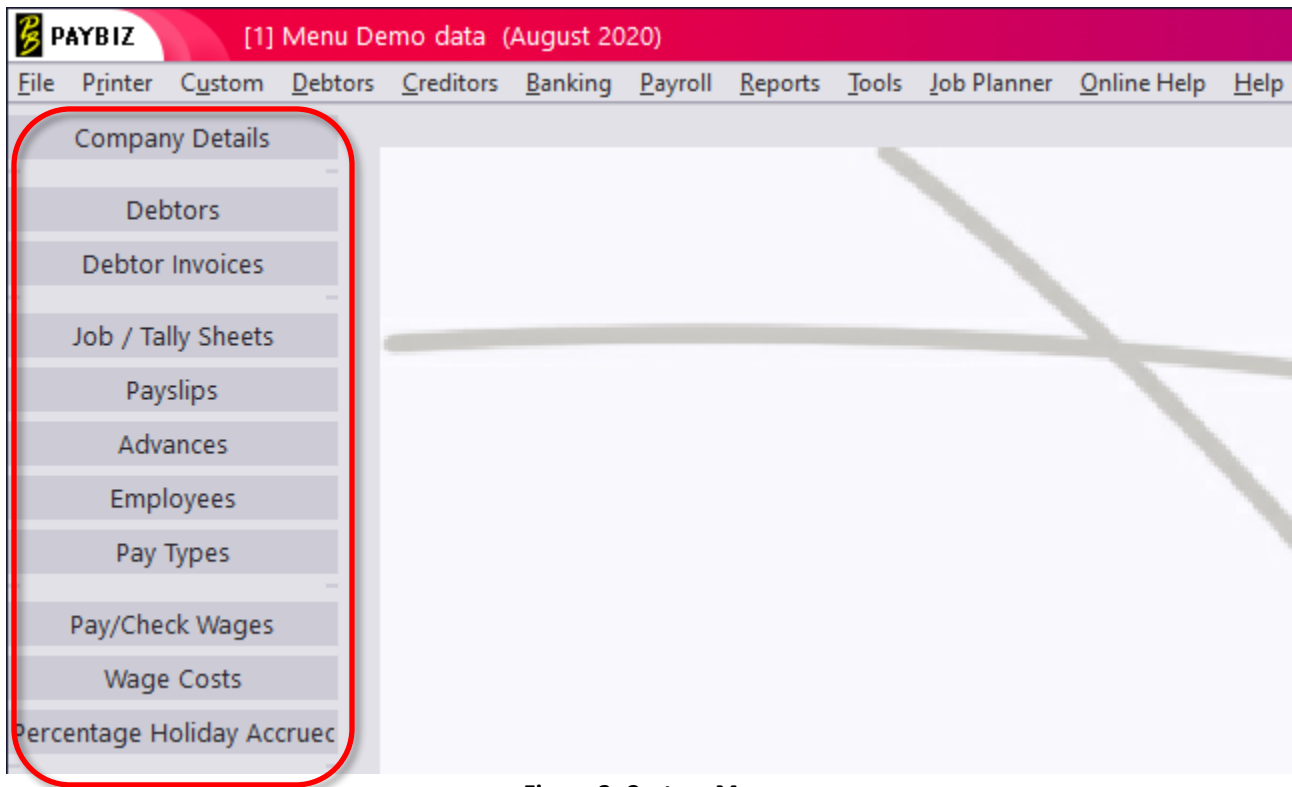 PB PAYBIZ [1] Menu Demo data (August 2020)
File Printer Custom Debtors Creditors Banking Payroll Reports Tools Job Planner Online Help Help
Company Details
Debtors
Debtor Invoices
Job / Tally Sheets
Payslips
Advances
Employees
Pay Types
Pay/Check Wages
Wage Costs
Percentage Holiday Accruec